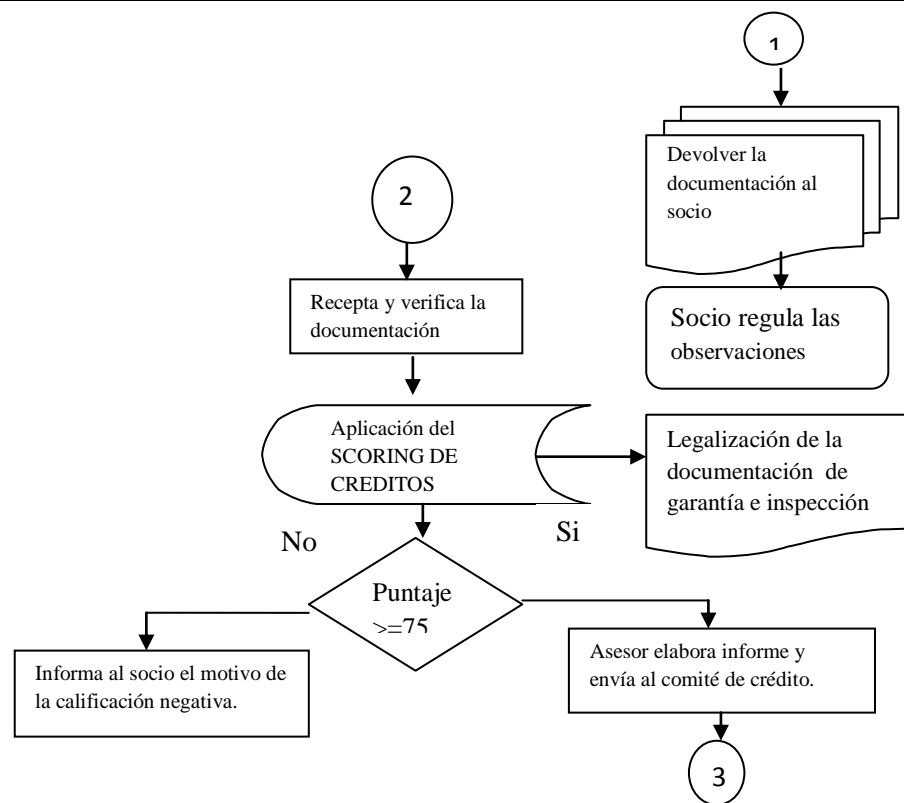 1
Devolver la
documentación al
socio
2
Recepta y verifica la
documentación
Socio regula las
observaciones
Aplicación del
SCORING DE
CREDITOS
Legalización de la
documentación de
garantía e inspección
No
Si
Puntaje
>=75
Informa al socio el motivo de
la calificación negativa.
Asesor elabora informe y
envía al comité de crédito.
3